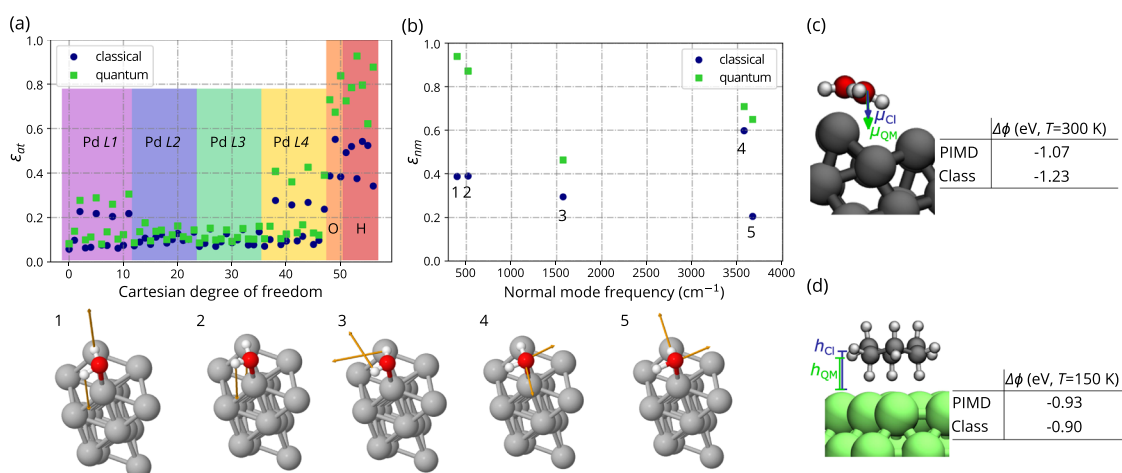 (a)
1.0
0.8
0.6
0.4
0.2
0.0
ε_at
classical
quantum
Pd L1
Pd L2
Pd L3
Pd L4
O
H
0
10
20
30
40
50
Cartesian degree of freedom
(b)
1.0
0.8
0.6
0.4
0.2
0.0
ε_nm
classical
quantum
1 2
3
4
5
500
1000
1500
2000
2500
3000
3500
4000
Normal mode frequency (cm⁻¹)
(c)
μ_Cl
μ_QM
Δϕ (eV, T=300 K)
PIMD -1.07
Class -1.23
1
2
3
4
5
(d)
h_Cl
h_QM
Δϕ (eV, T=150 K)
PIMD -0.93
Class -0.90